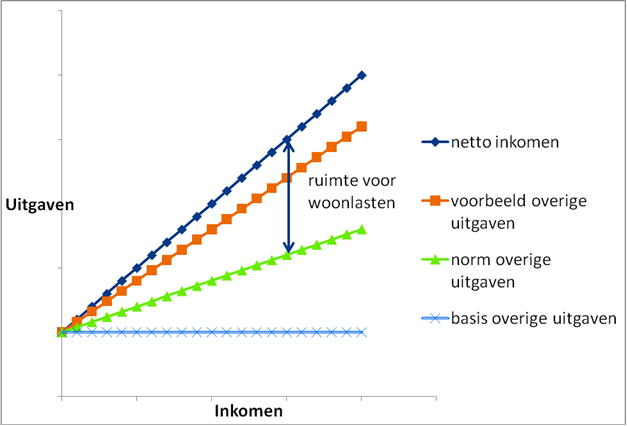 netto inkomen
ruimte voor
woonlasten
Uitgaven
voorbeeld overige
uitgaven
norm overige
uitgaven
basis overige uitgaven
Inkomen